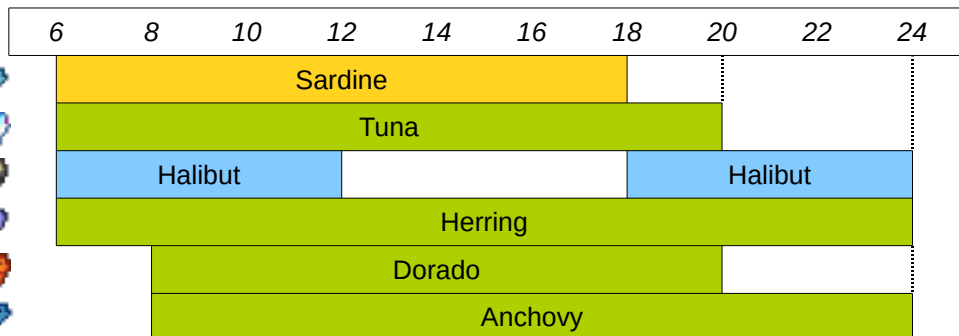 6 8 10 12 14 16 18 20 22 24
Sardine
Tuna
Halibut Halibut
Herring
Dorado
Anchovy